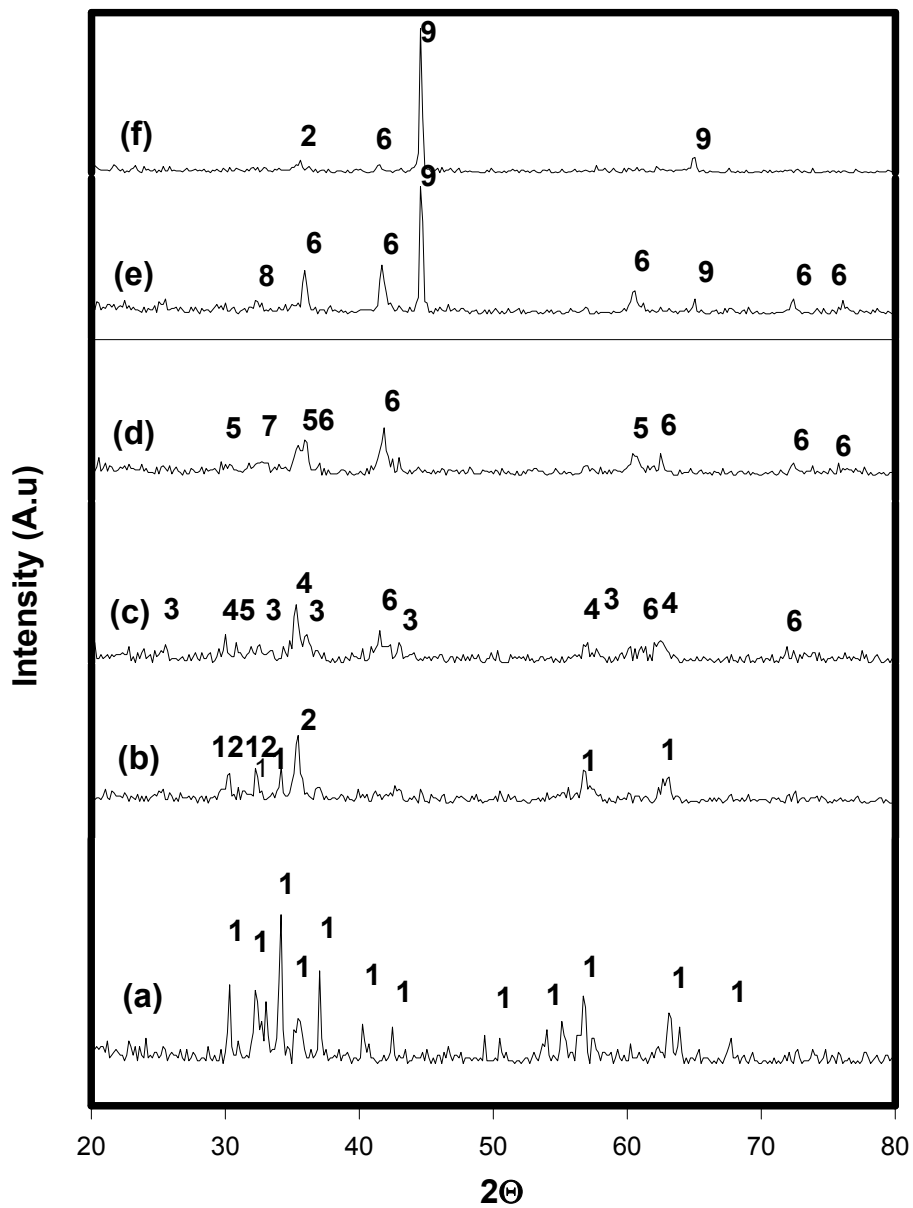 9
(f) 2 6 9
9
(e) 8 6 6 6 9 6 6
(d) 5 7 56 6 5 6 6 6
(c) 3 45 3 4 3 6 3 4 3 6 4 6
(b) 12 12 1 1 2 1 1
(a) 1 1 1 1 1 1 1 1 1 1 1 1
20 30 40 50 60 70 80
2Θ
Intensity (A.u)